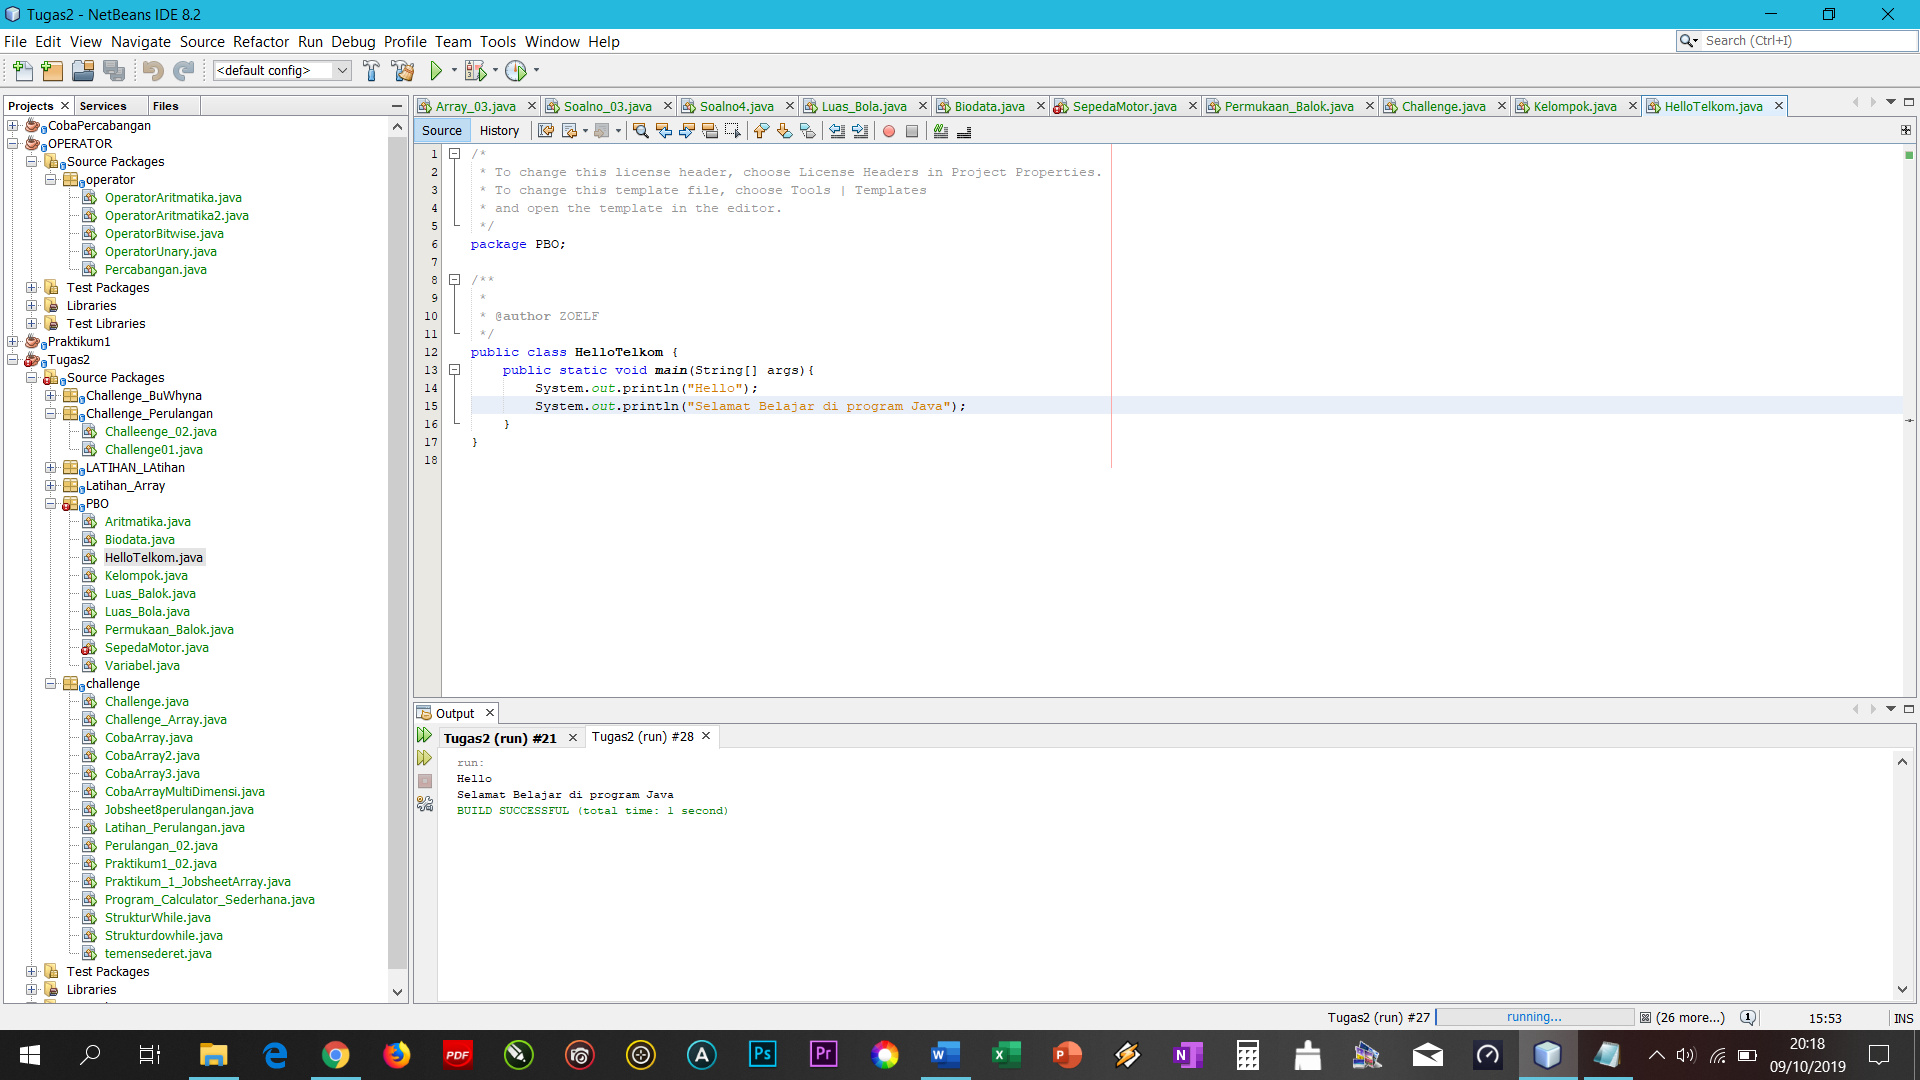 Tugas2 - NetBeans IDE 8.2
File Edit View Navigate Source Refactor Run Debug Profile Team Tools Window Help
Search (Ctrl+I)
<default config>
Projects Services Files
CobaPercabangan
OPERATOR
Source Packages
operator
OperatorAritmatika.java
OperatorAritmatika2.java
OperatorBitwise.java
OperatorUnary.java
Percabangan.java
Test Packages
Libraries
Test Libraries
Praktikum1
Tugas2
Source Packages
Challenge_BuWhyna
Challenge_Perulangan
Challeenge_02.java
Challenge01.java
LATIHAN_LAtihan
Latihan_Array
PBO
Aritmatika.java
Biodata.java
HelloTelkom.java
Kelompok.java
Luas_Balok.java
Luas_Bola.java
Permukaan_Balok.java
SepedaMotor.java
Variabel.java
challenge
Challenge.java
Challenge_Array.java
CobaArray.java
CobaArray2.java
CobaArray3.java
CobaArrayMultiDimensi.java
Jobsheet8perulangan.java
Latihan_Perulangan.java
Perulangan_02.java
Praktikum1_02.java
Praktikum_1_JobsheetArray.java
Program_Calculator_Sederhana.java
StrukturWhile.java
Strukturdowhile.java
temensederet.java
Test Packages
Libraries
Array_03.java Soalno_03.java Soalno4.java Luas_Bola.java Biodata.java SepedaMotor.java Permukaan_Balok.java Challenge.java Kelompok.java HelloTelkom.java
Source History
1 /*
2 * To change this license header, choose License Headers in Project Properties.
3 * To change this template file, choose Tools | Templates
4 * and open the template in the editor.
5 */
6 package PBO;
7
8 /**
9 *
10 * @author ZOELF
11 */
12 public class HelloTelkom {
13 public static void main(String[] args){
14 System.out.println("Hello");
15 System.out.println("Selamat Belajar di program Java");
16 }
17 }
18
Output
Tugas2 (run) #21 Tugas2 (run) #28
run:
Hello
Selamat Belajar di program Java
BUILD SUCCESSFUL (total time: 1 second)
Tugas2 (run) #27 running... (26 more...) 1 15:53 INS
PDF A Ps Pr W X P N
20:18
09/10/2019